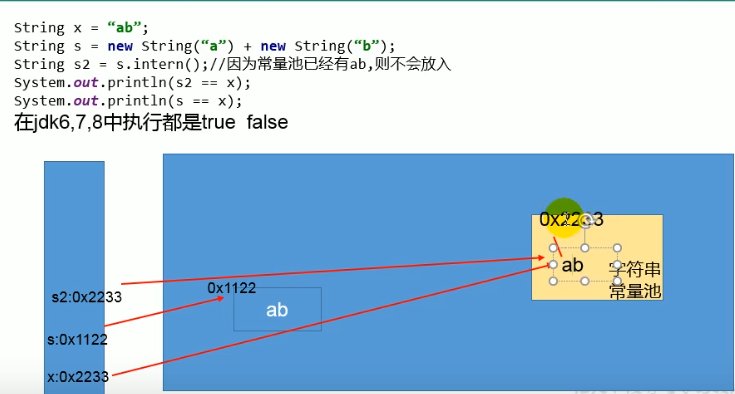 String x = “ab”;
String s = new String(“a”) + new String(“b”);
String s2 = s.intern();//因为常量池已经有ab,则不会放入
System.out.println(s2 == x);
System.out.println(s == x);
在jdk6,7,8中执行都是true false
0x2233
ab
字符串
常量池
s2:0x2233
0x1122
ab
s:0x1122
x:0x2233